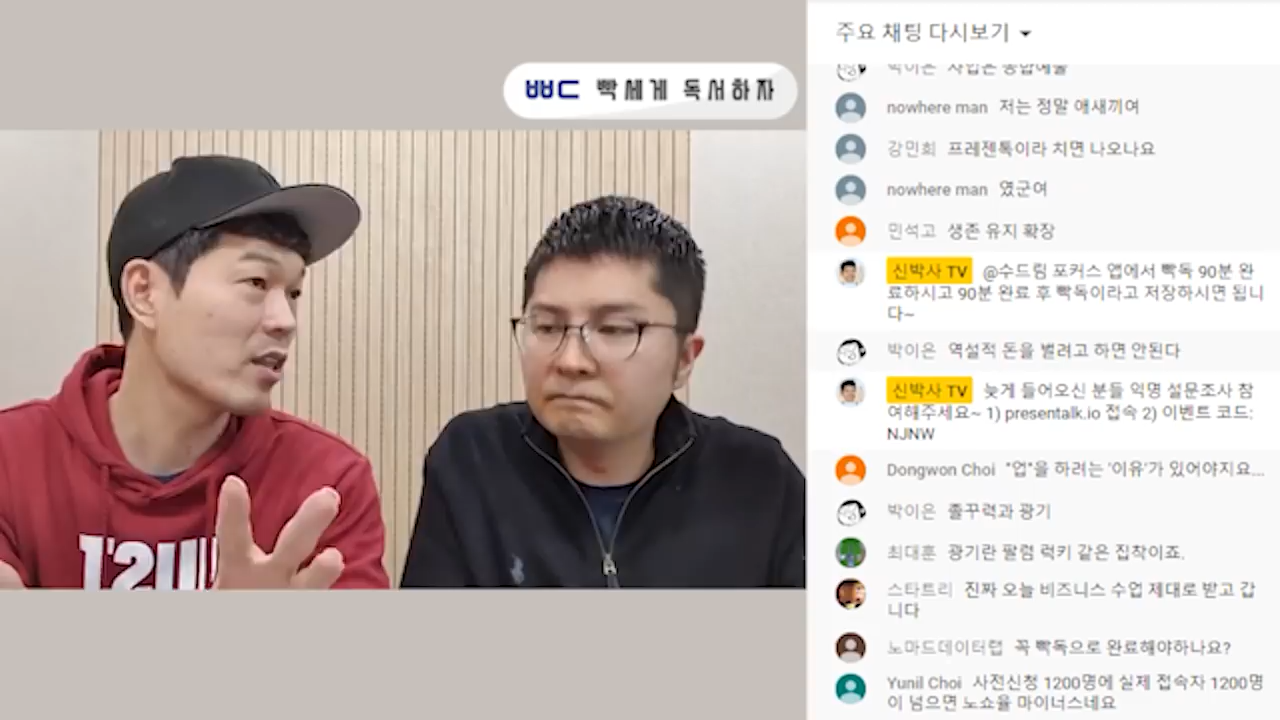 ㅃㄷ 빡세게 독서하자
주요 채팅 다시보기
박이은 사업은 종합예술
nowhere man 저는 정말 애새끼여
강민희 프레젠톡이라 치면 나오나요
nowhere man 였군여
민석고 생존 유지 확장
신박사 TV @수드림 포커스 앱에서 빡독 90분 완
료하시고 90분 완료 후 빡독이라고 저장하시면 됩니
다~
박이은 역설적 돈을 벌려고 하면 안된다
신박사 TV 늦게 들어오신 분들 익명 설문조사 참
여해주세요~ 1) presentalk.io 접속 2) 이벤트 코드:
NJNW
Dongwon Choi "업"을 하려는 '이유'가 있어야지요...
박이은 졸꾸력과 광기
최대훈 광기란 팔럼 럭키 같은 집착이죠.
스타트리 진짜 오늘 비즈니스 수업 제대로 받고 갑
니다
노마드데이터랩 꼭 빡독으로 완료해야하나요?
Yunil Choi 사전신청 1200명에 실제 접속자 1200명
이 넘으면 노쇼율 마이너스네요